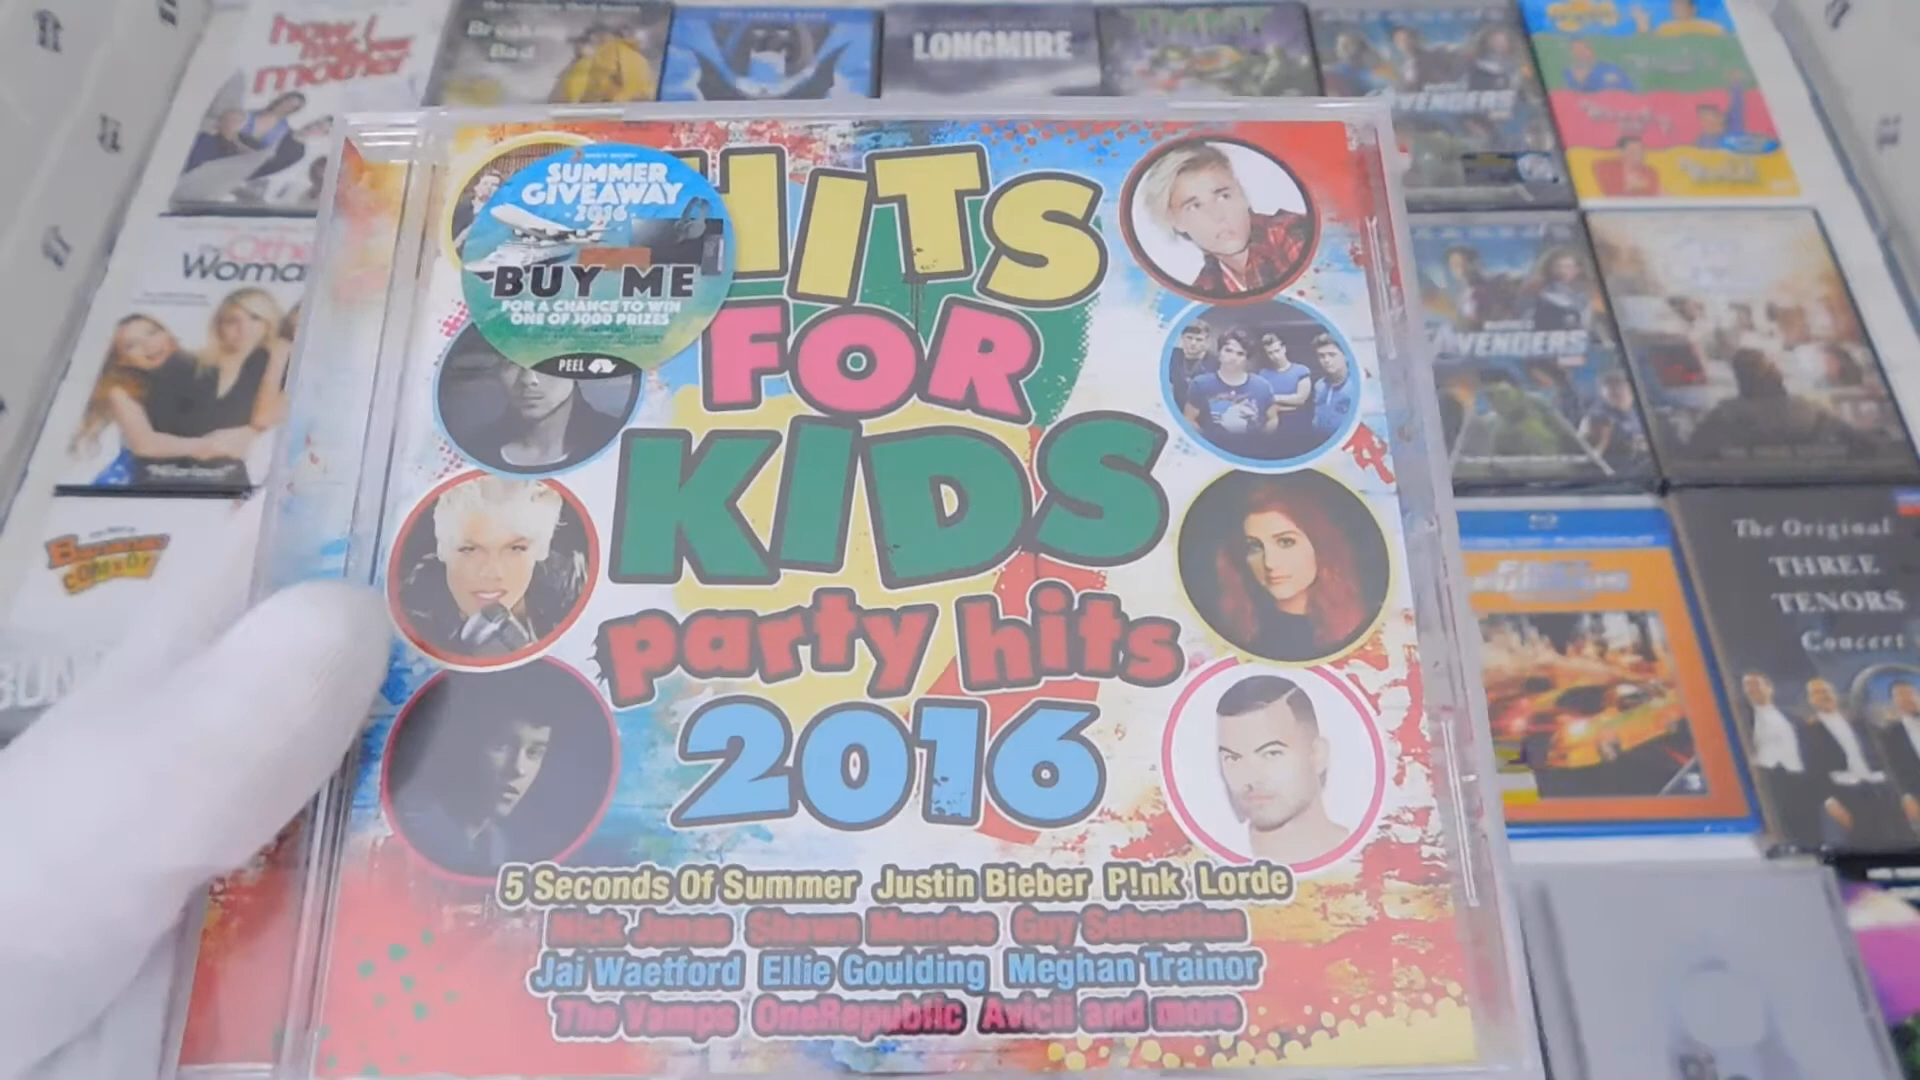 how i
met your
mother
Breaking
Bad
LONGMIRE
AVENGERS
SUMMER
GIVEAWAY
- 2016 -
BUY ME
FOR A CHANCE TO WIN
ONE OF 3000 PRIZES
PEEL
HITS
FOR
KIDS
party hits
2016
5 Seconds Of Summer Justin Bieber P!nk Lorde
Nick Jonas Shawn Mendes Guy Sebastian
Jai Waetford Ellie Goulding Meghan Trainor
The Vamps OneRepublic Avicii and more
The Other
Woman
AVENGERS
The Original
THREE
TENORS
Concert